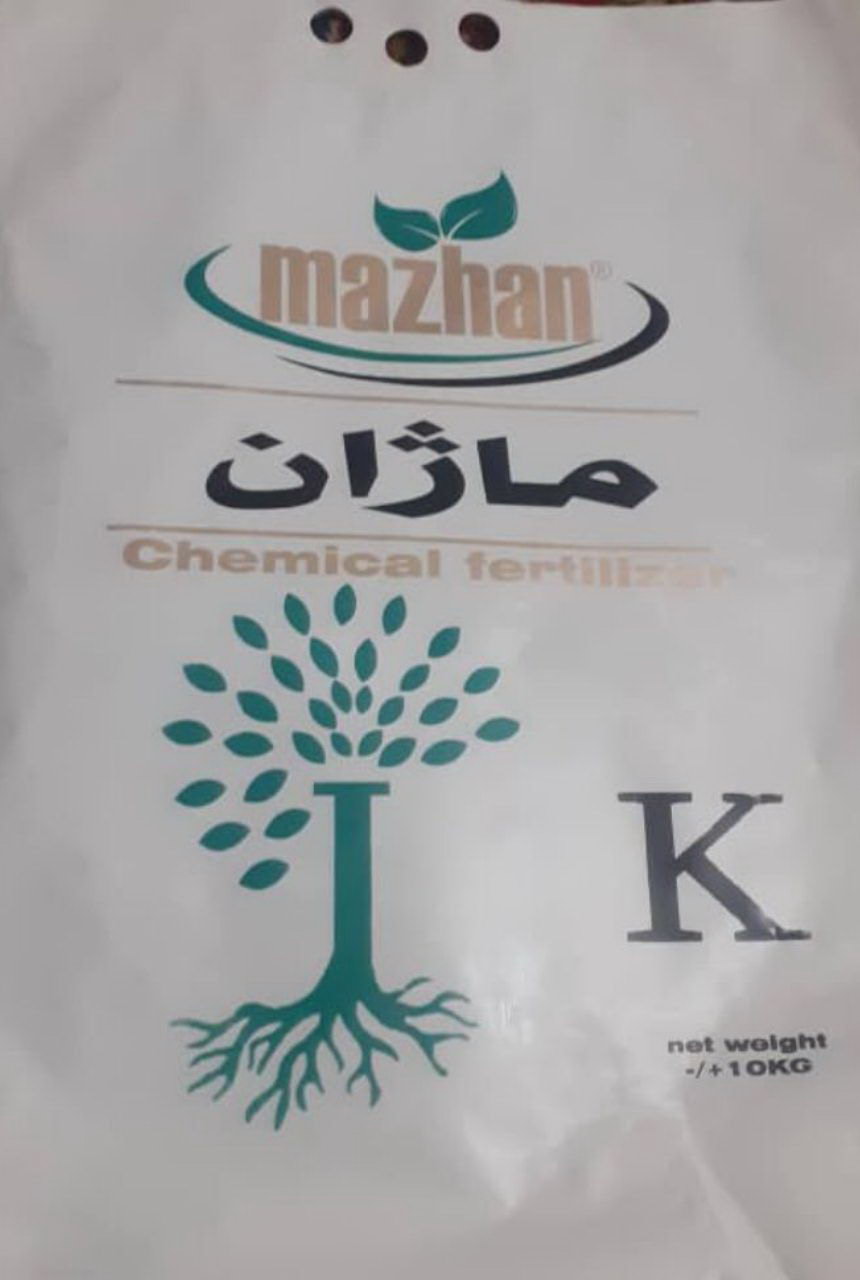 mazhan®
ماژان
Chemical fertilizer
K
net weight
-/+10KG